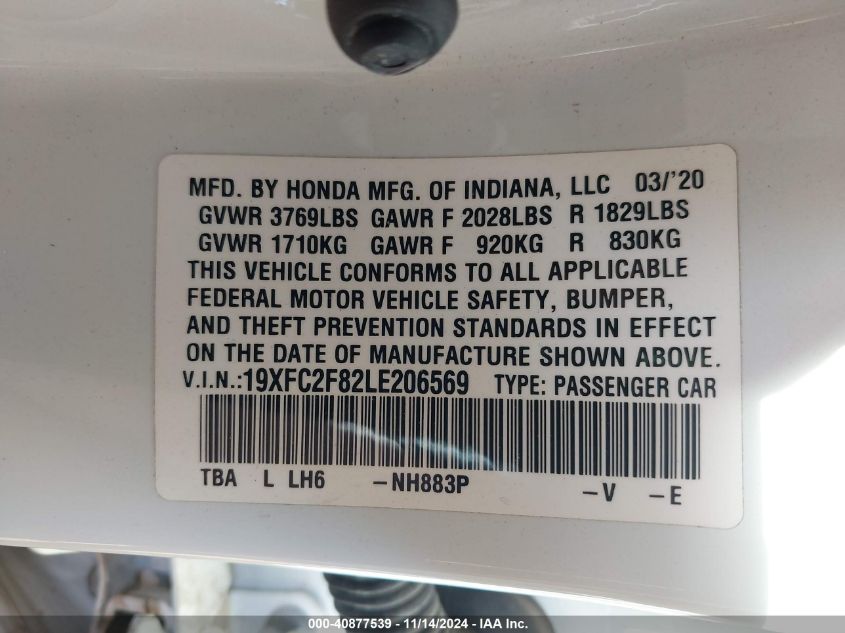 MFD. BY HONDA MFG. OF INDIANA, LLC 03/'20
GVWR 3769LBS GAWR F 2028LBS R 1829LBS
GVWR 1710KG GAWR F 920KG R 830KG
THIS VEHICLE CONFORMS TO ALL APPLICABLE
FEDERAL MOTOR VEHICLE SAFETY, BUMPER,
AND THEFT PREVENTION STANDARDS IN EFFECT
ON THE DATE OF MANUFACTURE SHOWN ABOVE.
V.I.N.:19XFC2F82LE206569 TYPE: PASSENGER CAR
TBA L LH6 -NH883P -V -E
000-40877539 - 11/14/2024 - IAA Inc.